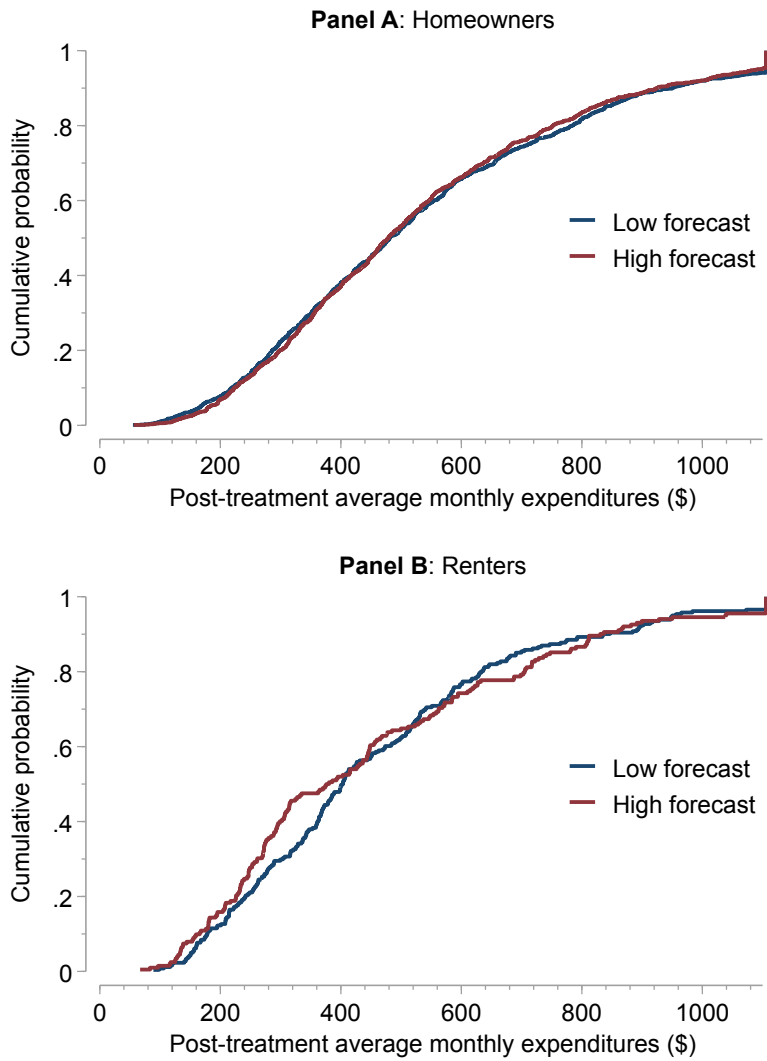 Panel A: Homeowners
1
.8
.6
.4
.2
0
Cumulative probability
Low forecast
High forecast
0 200 400 600 800 1000
Post-treatment average monthly expenditures ($)
Panel B: Renters
1
.8
.6
.4
.2
0
Cumulative probability
Low forecast
High forecast
0 200 400 600 800 1000
Post-treatment average monthly expenditures ($)